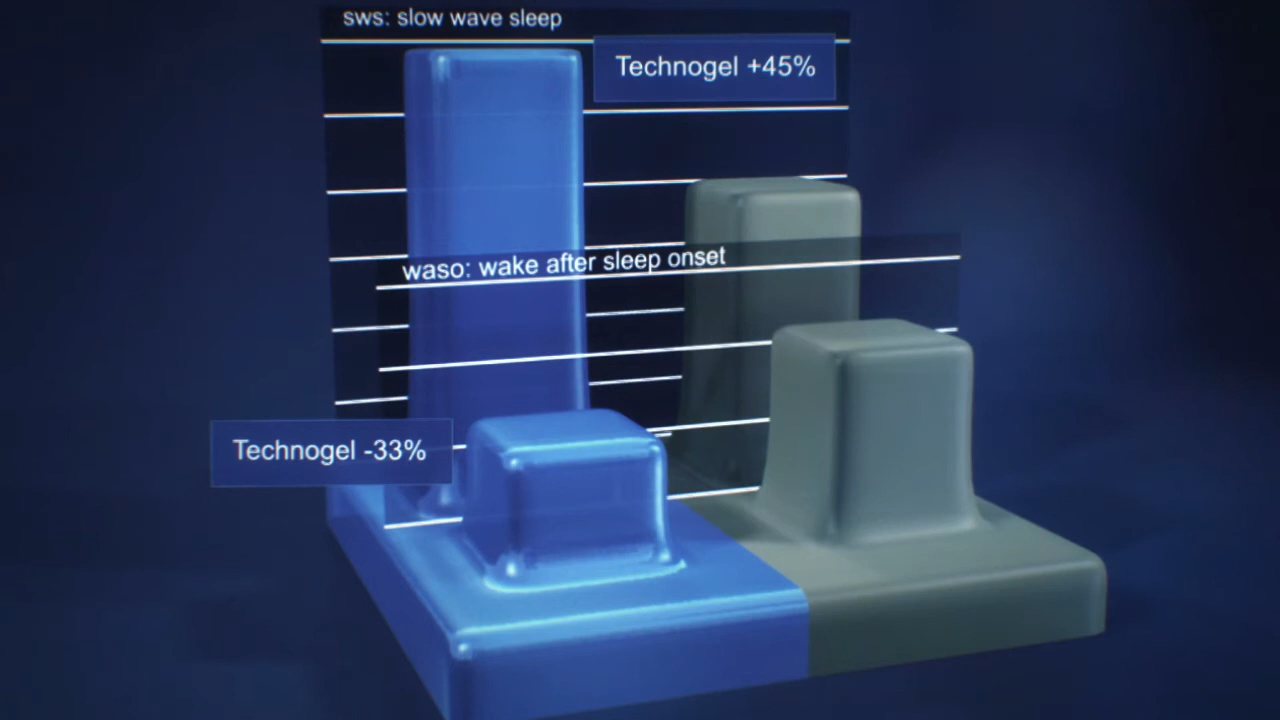 sws: slow wave sleep
Technogel +45%
waso: wake after sleep onset
Technogel -33%